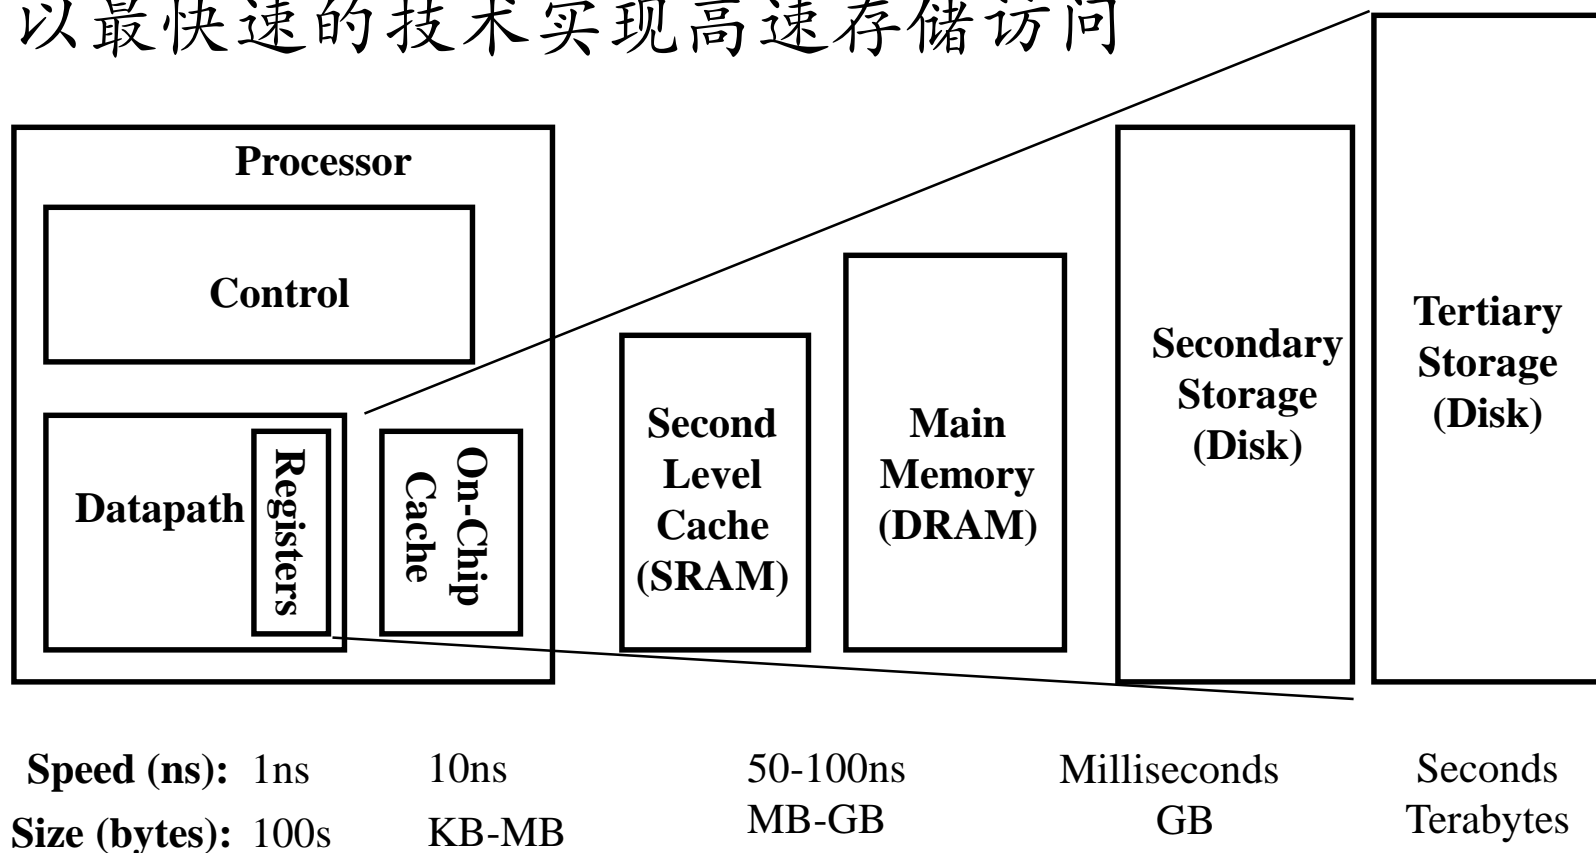 以最快速的技术实现高速存储访问
Processor
Control
Datapath
Registers
On-Chip
Cache
Second
Level
Cache
(SRAM)
Main
Memory
(DRAM)
Secondary
Storage
(Disk)
Tertiary
Storage
(Disk)
Speed (ns): 1ns 10ns 50-100ns Milliseconds Seconds
Size (bytes): 100s KB-MB MB-GB GB Terabytes